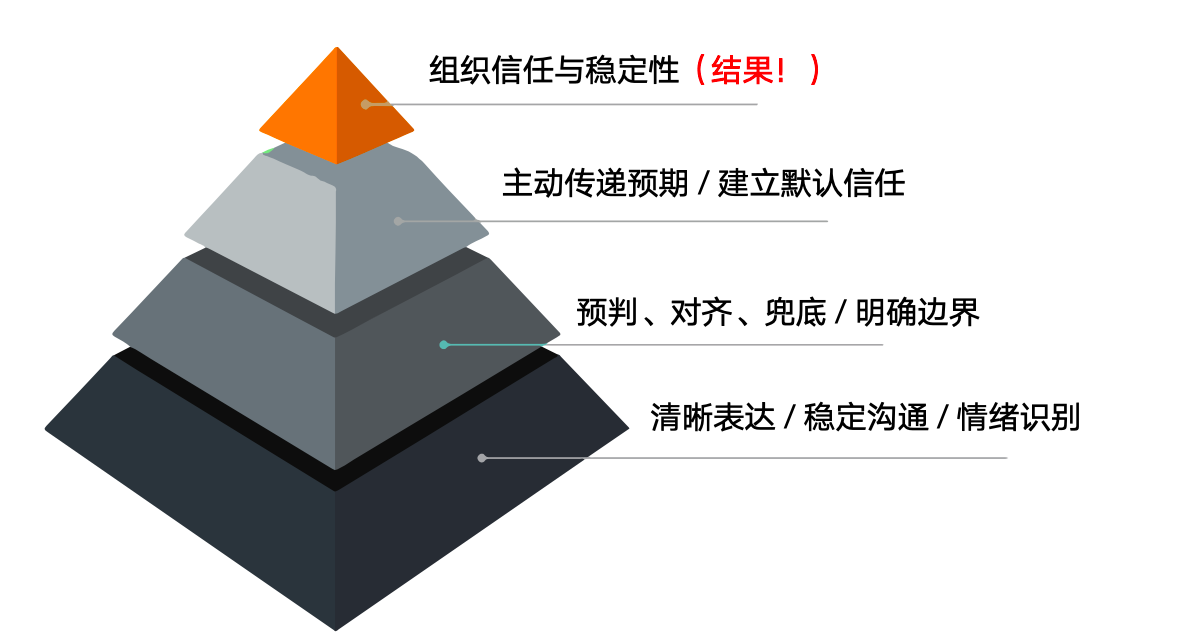 组织信任与稳定性（结果！）
主动传递预期 / 建立默认信任
预判、对齐、兜底 / 明确边界
清晰表达 / 稳定沟通 / 情绪识别